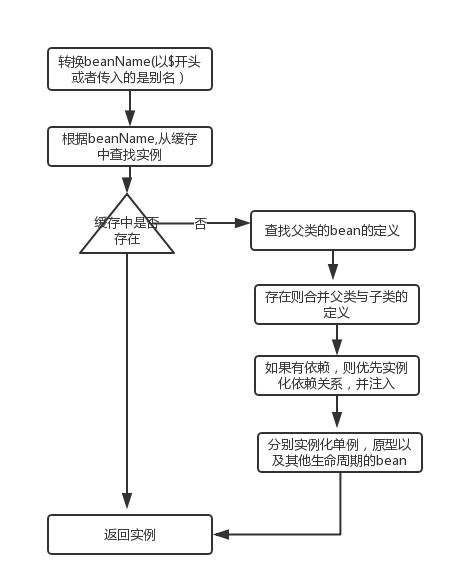 转换beanName(以$开头
或者传入的是别名）
根据beanName,从缓存
中查找实例
缓存中是否
存在
否
查找父类的bean的定义
存在则合并父类与子类的
定义
如果有依赖，则优先实例
化依赖关系，并注入
分别实例化单例，原型以
及其他生命周期的bean
返回实例